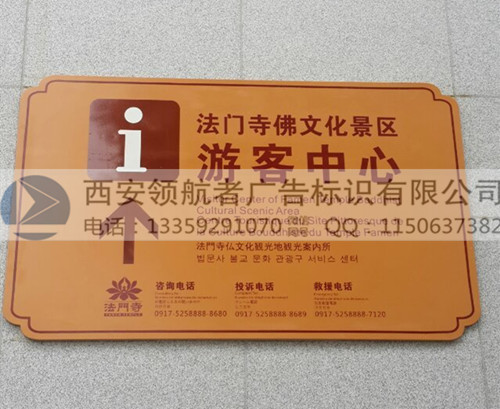 i
法门寺佛文化景区
游客中心
西安领航者广告标识有限公司
电话：13359291070
微信同号
QQ：1150637382
Cultural Scenic Area
法門寺仏文化観光地観光案内所
법문사 불교 문화 관광구 서비스 센터
法門寺
咨询电话
0917-5258888-8680
投诉电话
0917-5258888-8689
救援电话
0917-5258888-7120